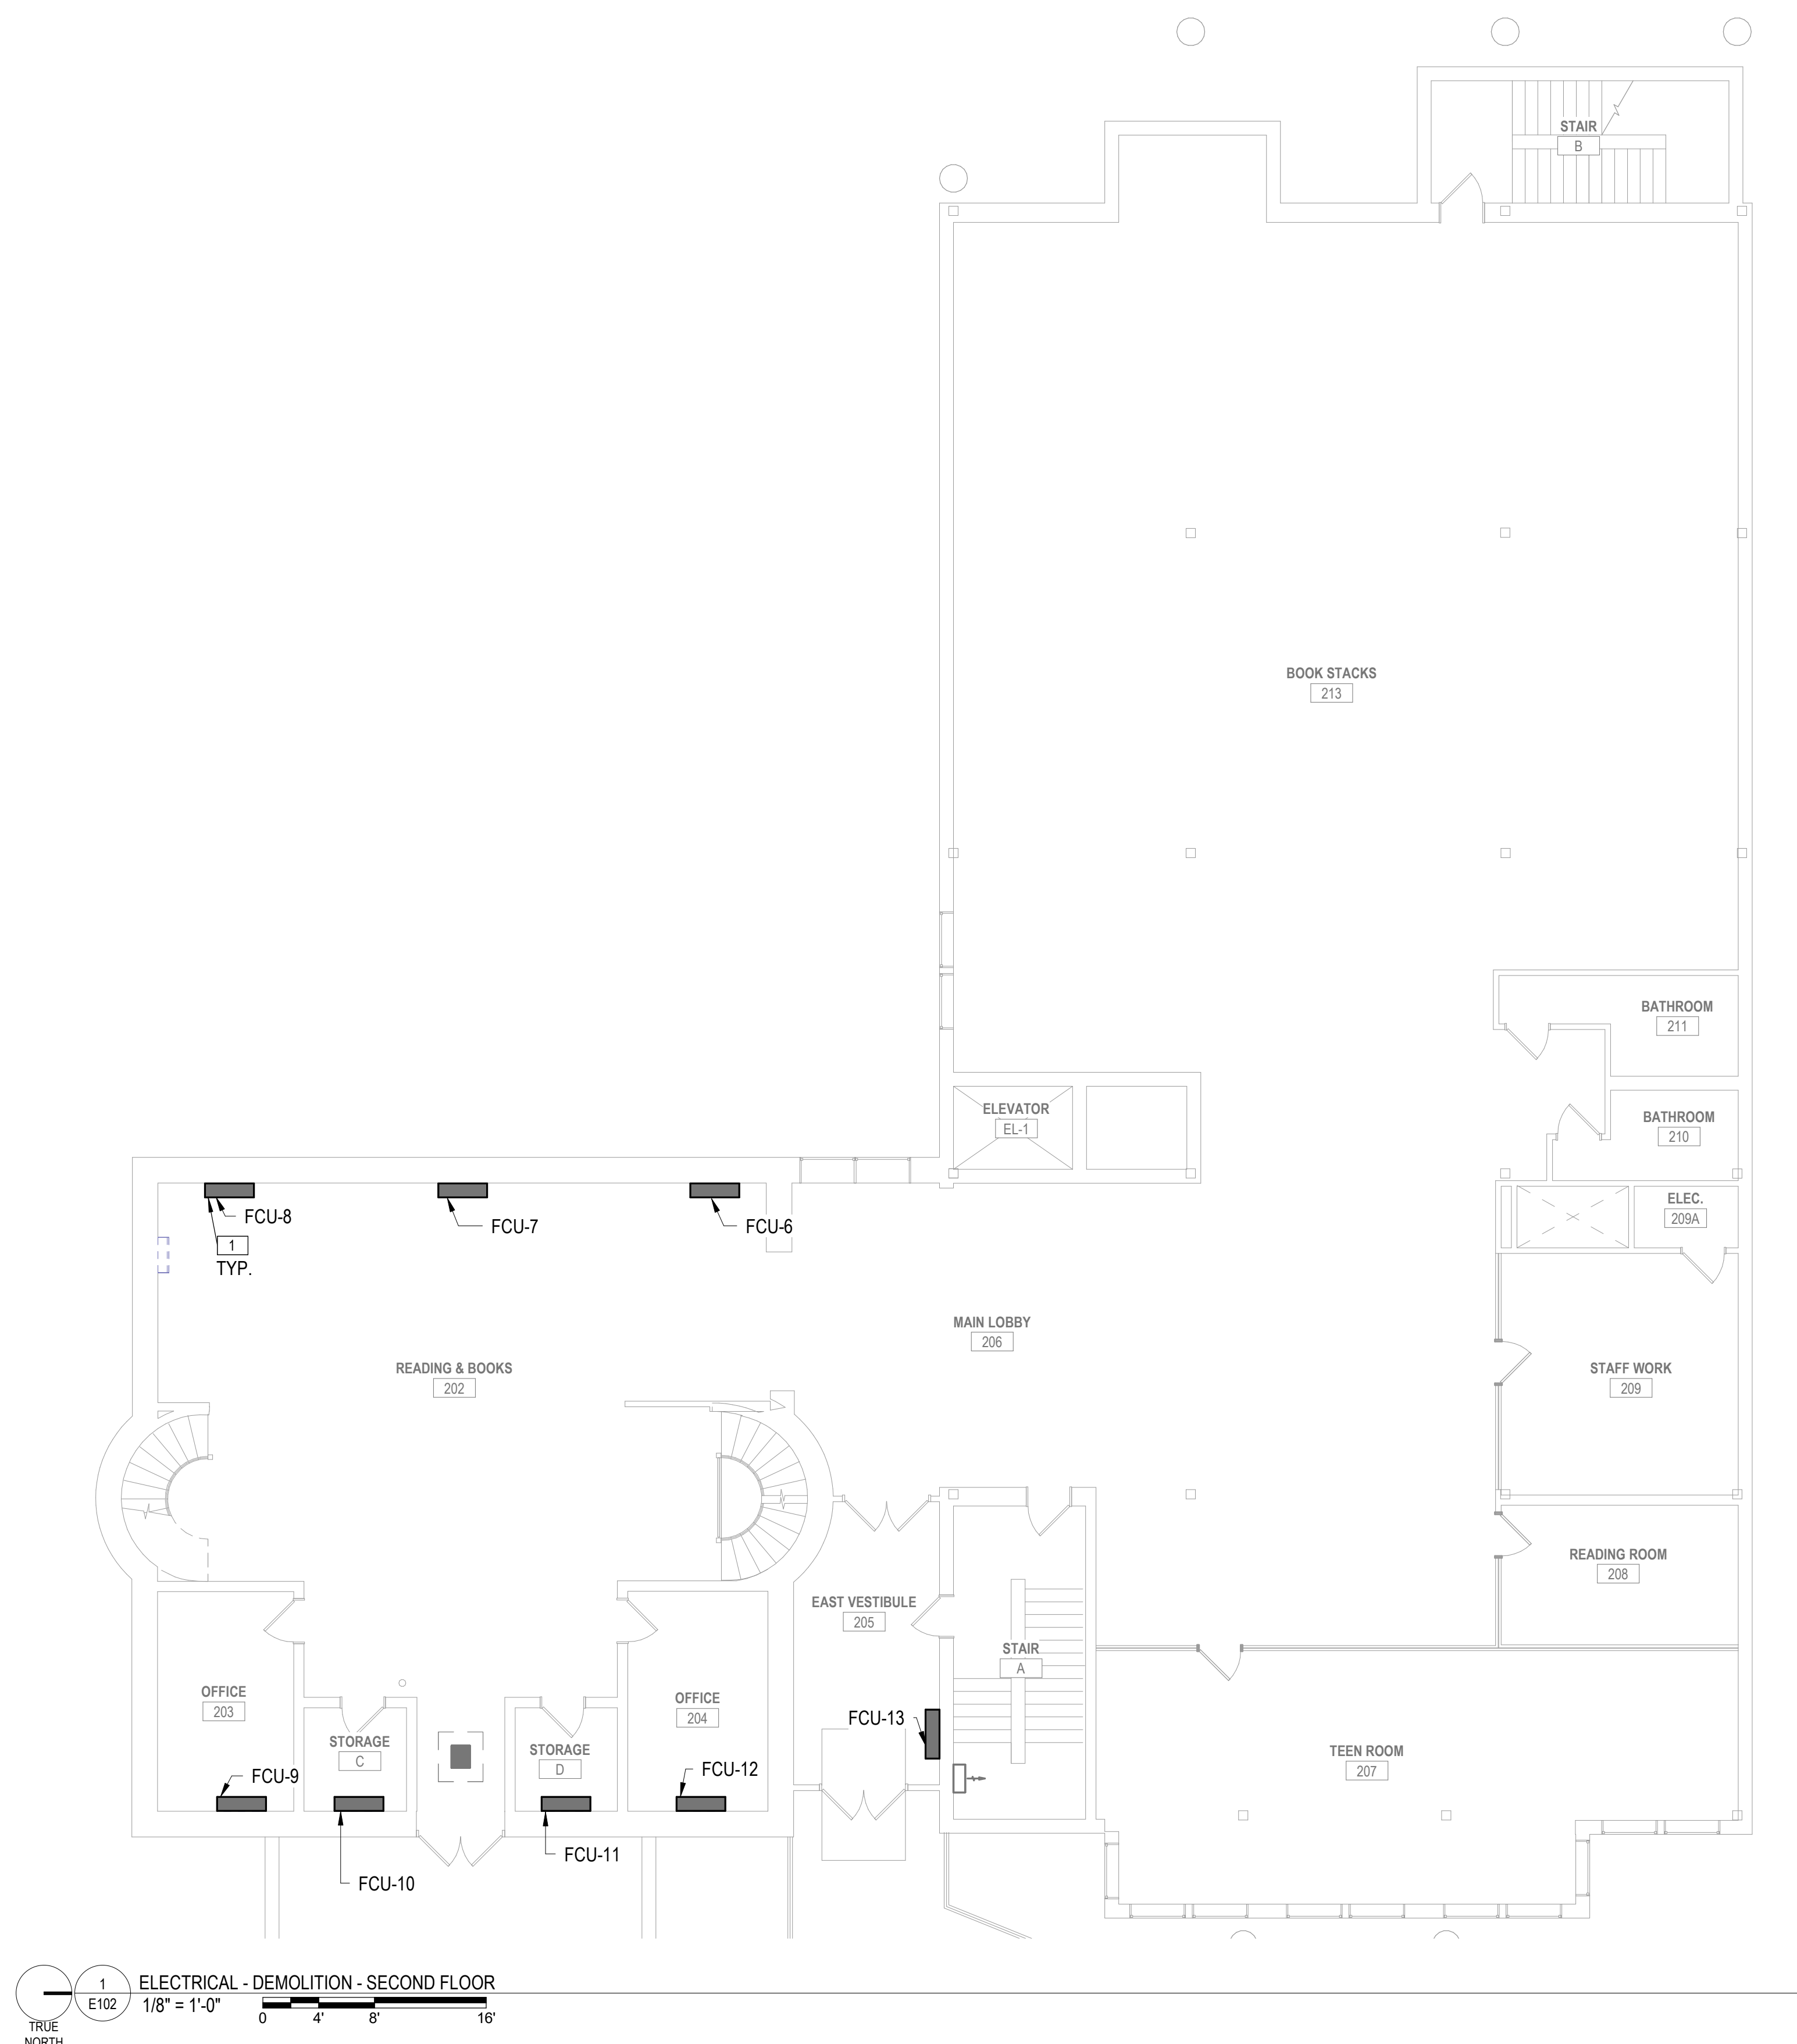 STAIR
B
BOOK STACKS
213
BATHROOM
211
ELEVATOR
EL-1
BATHROOM
210
ELEC.
209A
FCU-8
FCU-7
FCU-6
1
TYP.
MAIN LOBBY
206
READING & BOOKS
202
STAFF WORK
209
READING ROOM
208
EAST VESTIBULE
205
STAIR
A
OFFICE
203
OFFICE
204
FCU-13
STORAGE
C
STORAGE
D
TEEN ROOM
207
FCU-9
FCU-12
FCU-11
FCU-10
1
E102
ELECTRICAL - DEMOLITION - SECOND FLOOR
1/8" = 1'-0"
0 4' 8' 16'
TRUE
NORTH